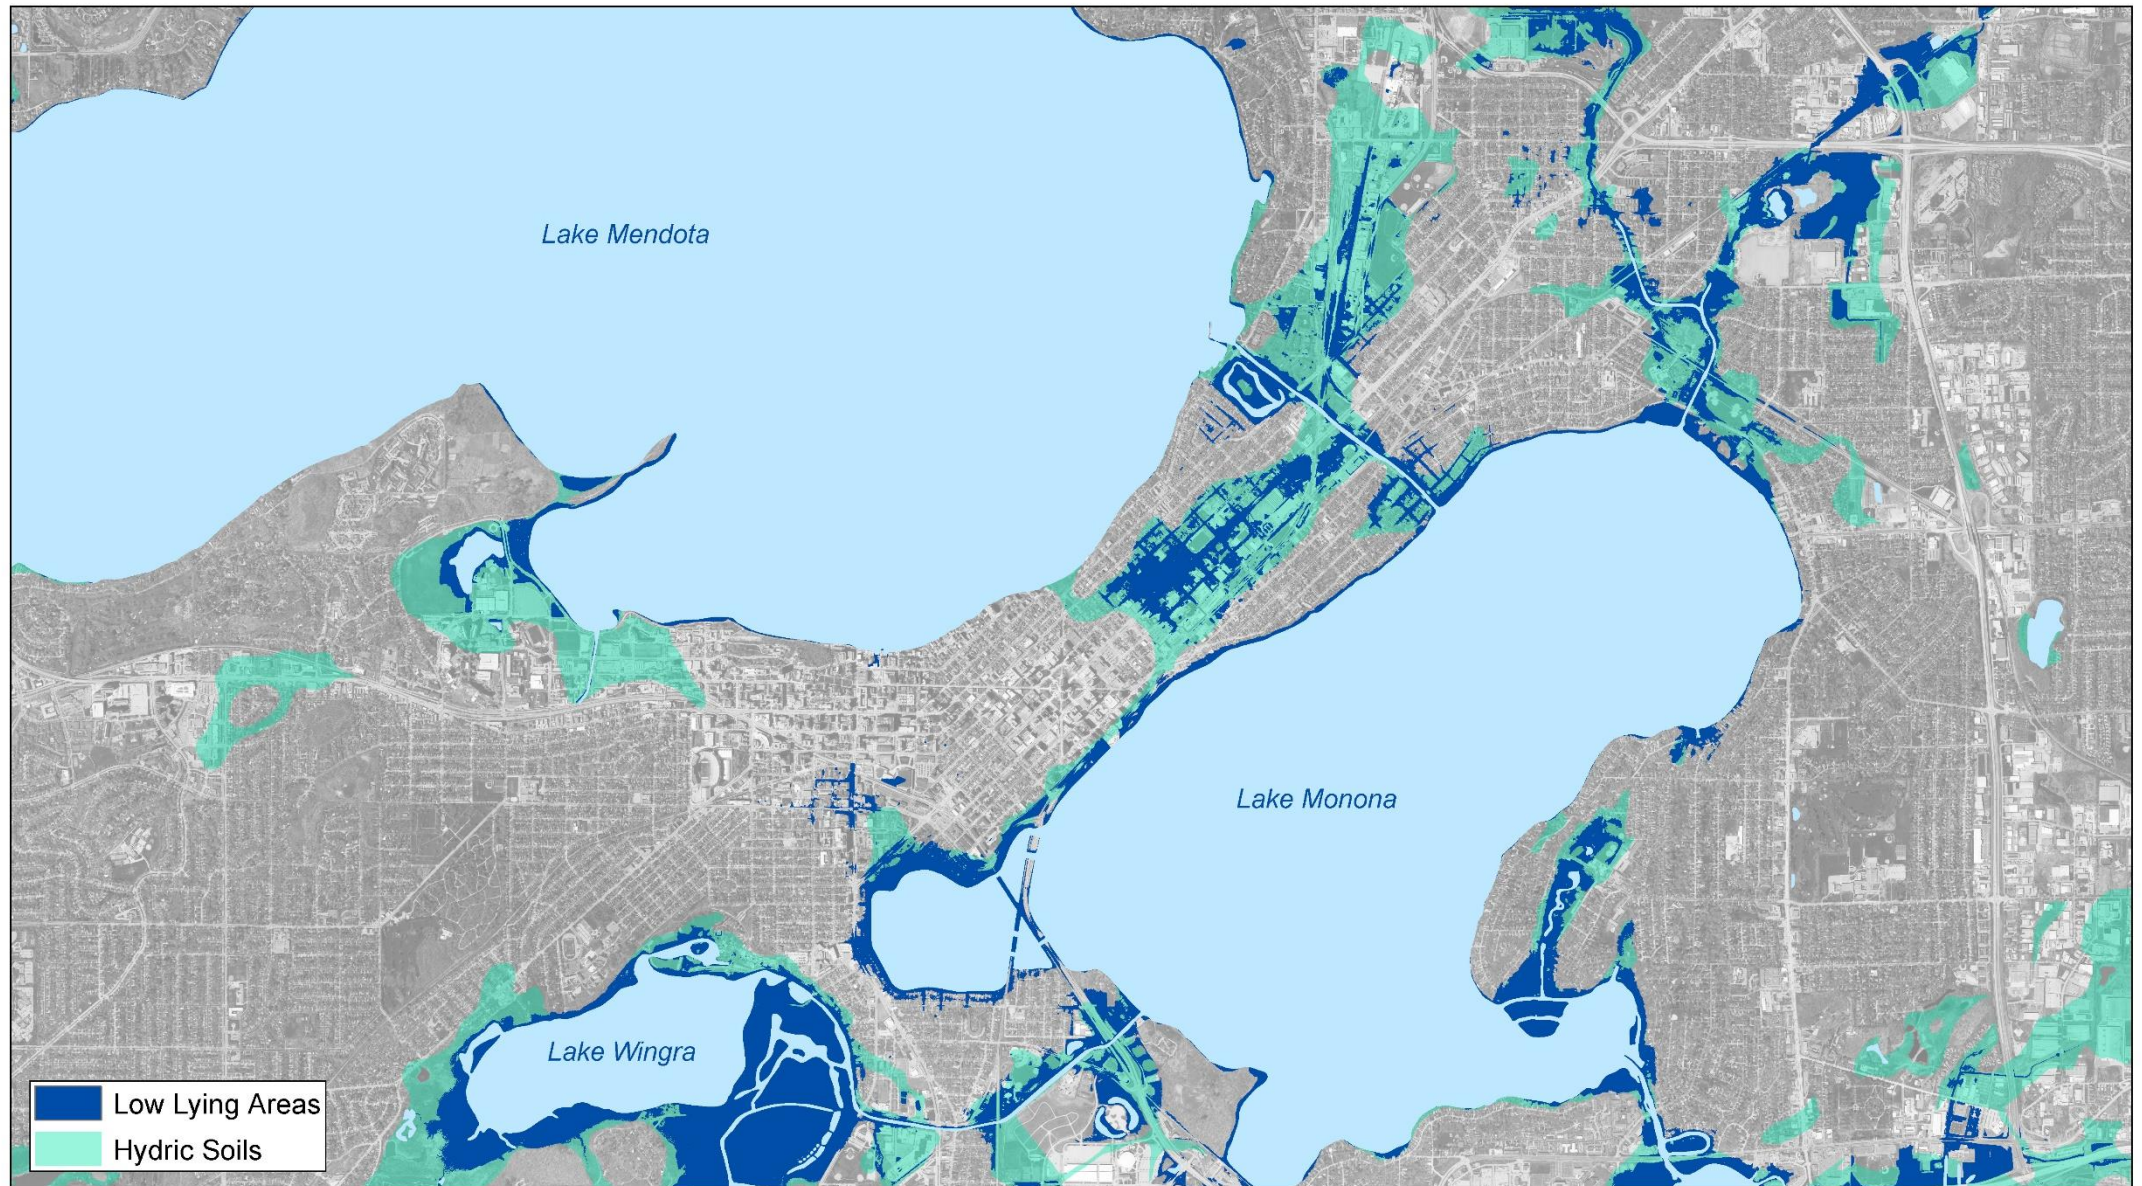 Lake Mendota
Lake Monona
Lake Wingra
Low Lying Areas
Hydric Soils